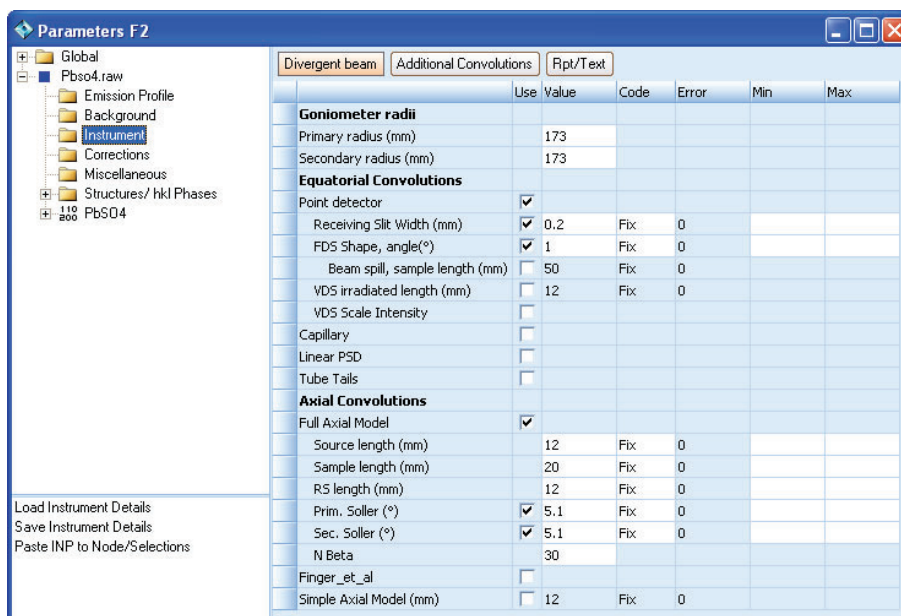 Parameters F2
Global
Pbso4.raw
Emission Profile
Background
Instrument
Corrections
Miscellaneous
Structures/ hkl Phases
110 200 PbSO4
Load Instrument Details
Save Instrument Details
Paste INP to Node/Selections
Divergent beam Additional Convolutions Rpt/Text
Use Value Code Error Min Max
Goniometer radii
Primary radius (mm) 173
Secondary radius (mm) 173
Equatorial Convolutions
Point detector
Receiving Slit Width (mm) 0.2 Fix 0
FDS Shape, angle(°) 1 Fix 0
Beam spill, sample length (mm) 50 Fix 0
VDS irradiated length (mm) 12 Fix 0
VDS Scale Intensity
Capillary
Linear PSD
Tube Tails
Axial Convolutions
Full Axial Model
Source length (mm) 12 Fix 0
Sample length (mm) 20 Fix 0
RS length (mm) 12 Fix 0
Prim. Soller (°) 5.1 Fix 0
Sec. Soller (°) 5.1 Fix 0
N Beta 30
Finger_et_al
Simple Axial Model (mm) 12 Fix 0